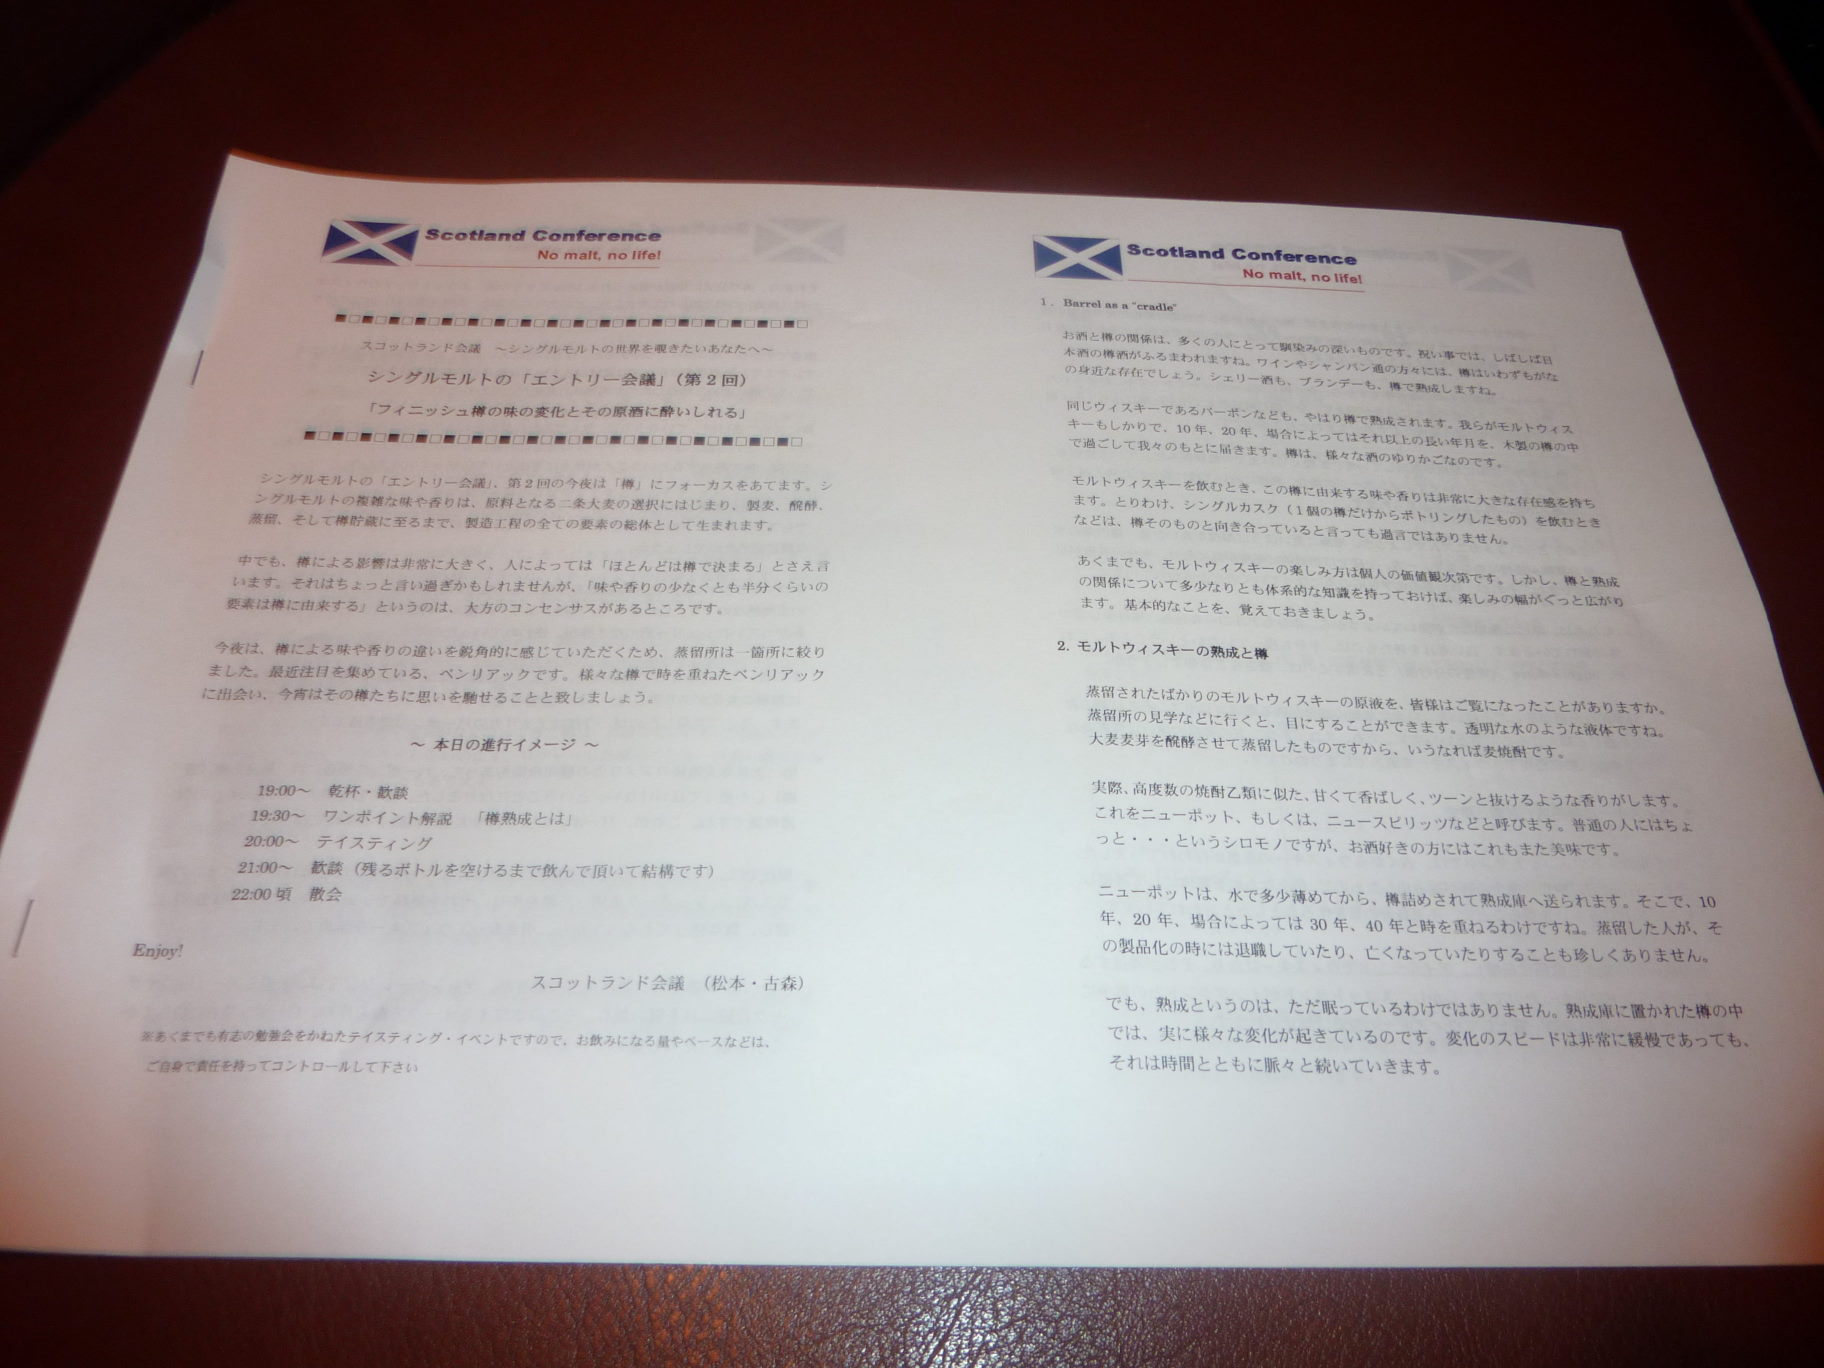 Scotland Conference
No malt, no life!
スコットランド会議　～シングルモルトの世界を覗きたいあなたへ～
シングルモルトの「エントリー会議」（第２回）
「フィニッシュ樽の味の変化とその原酒に酔いしれる」
シングルモルトの「エントリー会議」、第２回の今夜は「樽」にフォーカスをあてます。シ
ングルモルトの複雑な味や香りは、原料となる二条大麦の選択にはじまり、製麦、醗酵、
蒸留、そして樽貯蔵に至るまで、製造工程の全ての要素の総体として生まれます。
中でも、樽による影響は非常に大きく、人によっては「ほとんどは樽で決まる」とさえ言
います。それはちょっと言い過ぎかもしれませんが、「味や香りの少なくとも半分くらいの
要素は樽に由来する」というのは、大方のコンセンサスがあるところです。
今夜は、樽による味や香りの違いを鋭角的に感じていただくため、蒸留所は一箇所に絞り
ました。最近注目を集めている、ベンリアックです。様々な樽で時を重ねたベンリアック
に出会い、今宵はその樽たちに思いを馳せることと致しましょう。
～ 本日の進行イメージ ～
19:00～　乾杯・歓談
19:30～　ワンポイント解説　「樽熟成とは」
20:00～　テイスティング
21:00～　歓談（残るボトルを空けるまで飲んで頂いて結構です）
22:00 頃　散会
Enjoy!
スコットランド会議　（松本・古森）
※あくまでも有志の勉強会をかねたテイスティング・イベントですので、お飲みになる量やペースなどは、
ご自身で責任を持ってコントロールして下さい
Scotland Conference
No malt, no life!
１．Barrel as a "cradle"
お酒と樽の関係は、多くの人にとって馴染みの深いものです。祝い事では、しばしば日
本酒の樽酒がふるまわれますね。ワインやシャンパン通の方々には、樽はいわずもがな
の身近な存在でしょう。シェリー酒も、ブランデーも、樽で熟成しますね。
同じウィスキーであるバーボンなども、やはり樽で熟成されます。我らがモルトウィス
キーもしかりで、10 年、20 年、場合によってはそれ以上の長い年月を、木製の樽の中
で過ごして我々のもとに届きます。樽は、様々な酒のゆりかごなのです。
モルトウィスキーを飲むとき、この樽に由来する味や香りは非常に大きな存在感を持ち
ます。とりわけ、シングルカスク（１個の樽だけからボトリングしたもの）を飲むとき
などは、樽そのものと向き合っていると言っても過言ではありません。
あくまでも、モルトウィスキーの楽しみ方は個人の価値観次第です。しかし、樽と熟成
の関係について多少なりとも体系的な知識を持っておけば、楽しみの幅がぐっと広がり
ます。基本的なことを、覚えておきましょう。
2. モルトウィスキーの熟成と樽
蒸留されたばかりのモルトウィスキーの原液を、皆様はご覧になったことがありますか。
蒸留所の見学などに行くと、目にすることができます。透明な水のような液体ですね。
大麦麦芽を醗酵させて蒸留したものですから、いうなれば麦焼酎です。
実際、高度数の焼酎乙類に似た、甘くて香ばしく、ツーンと抜けるような香りがします。
これをニューポット、もしくは、ニュースピリッツなどと呼びます。普通の人にはちょ
っと・・・というシロモノですが、お酒好きの方にはこれもまた美味です。
ニューポットは、水で多少薄めてから、樽詰めされて熟成庫へ送られます。そこで、10
年、20 年、場合によっては 30 年、40 年と時を重ねるわけですね。蒸留した人が、そ
の製品化の時には退職していたり、亡くなっていたりすることも珍しくありません。
でも、熟成というのは、ただ眠っているわけではありません。熟成庫に置かれた樽の中
では、実に様々な変化が起きているのです。変化のスピードは非常に緩慢であっても、
それは時間とともに脈々と続いていきます。